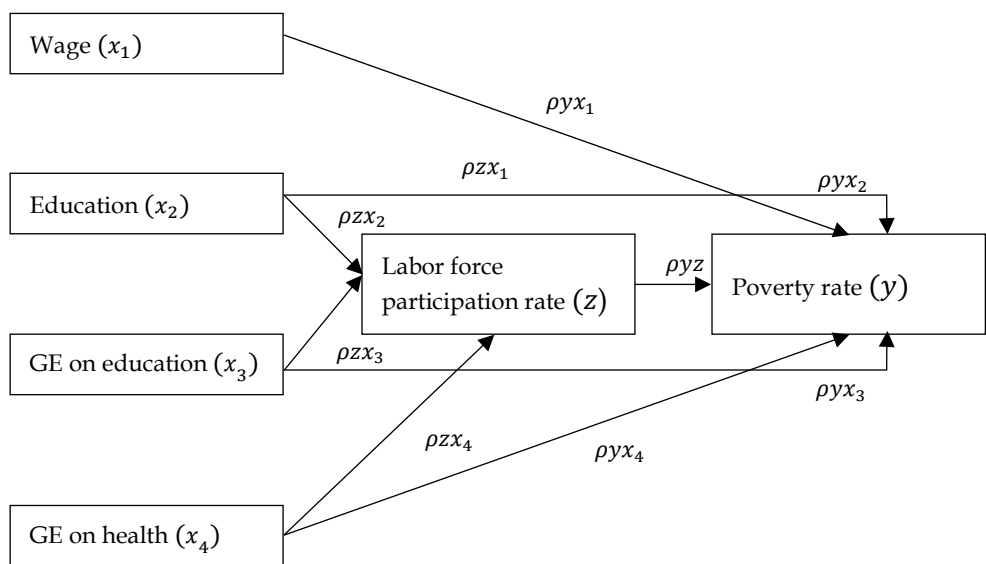 Wage (x₁)
ρyx₁
ρzx₁
Education (x₂)
ρyx₂
ρzx₂
Labor force
participation rate (z)
ρyz
Poverty rate (y)
GE on education (x₃)
ρzx₃
ρyx₃
ρzx₄
ρyx₄
GE on health (x₄)